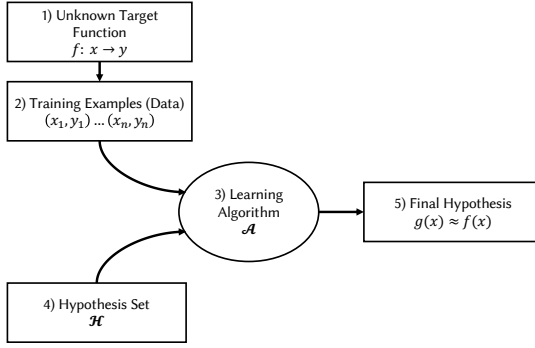 1) Unknown Target
Function
f: x → y
2) Training Examples (Data)
(x₁, y₁) … (xₙ, yₙ)
3) Learning
Algorithm
𝓐
5) Final Hypothesis
g(x) ≈ f(x)
4) Hypothesis Set
𝓗